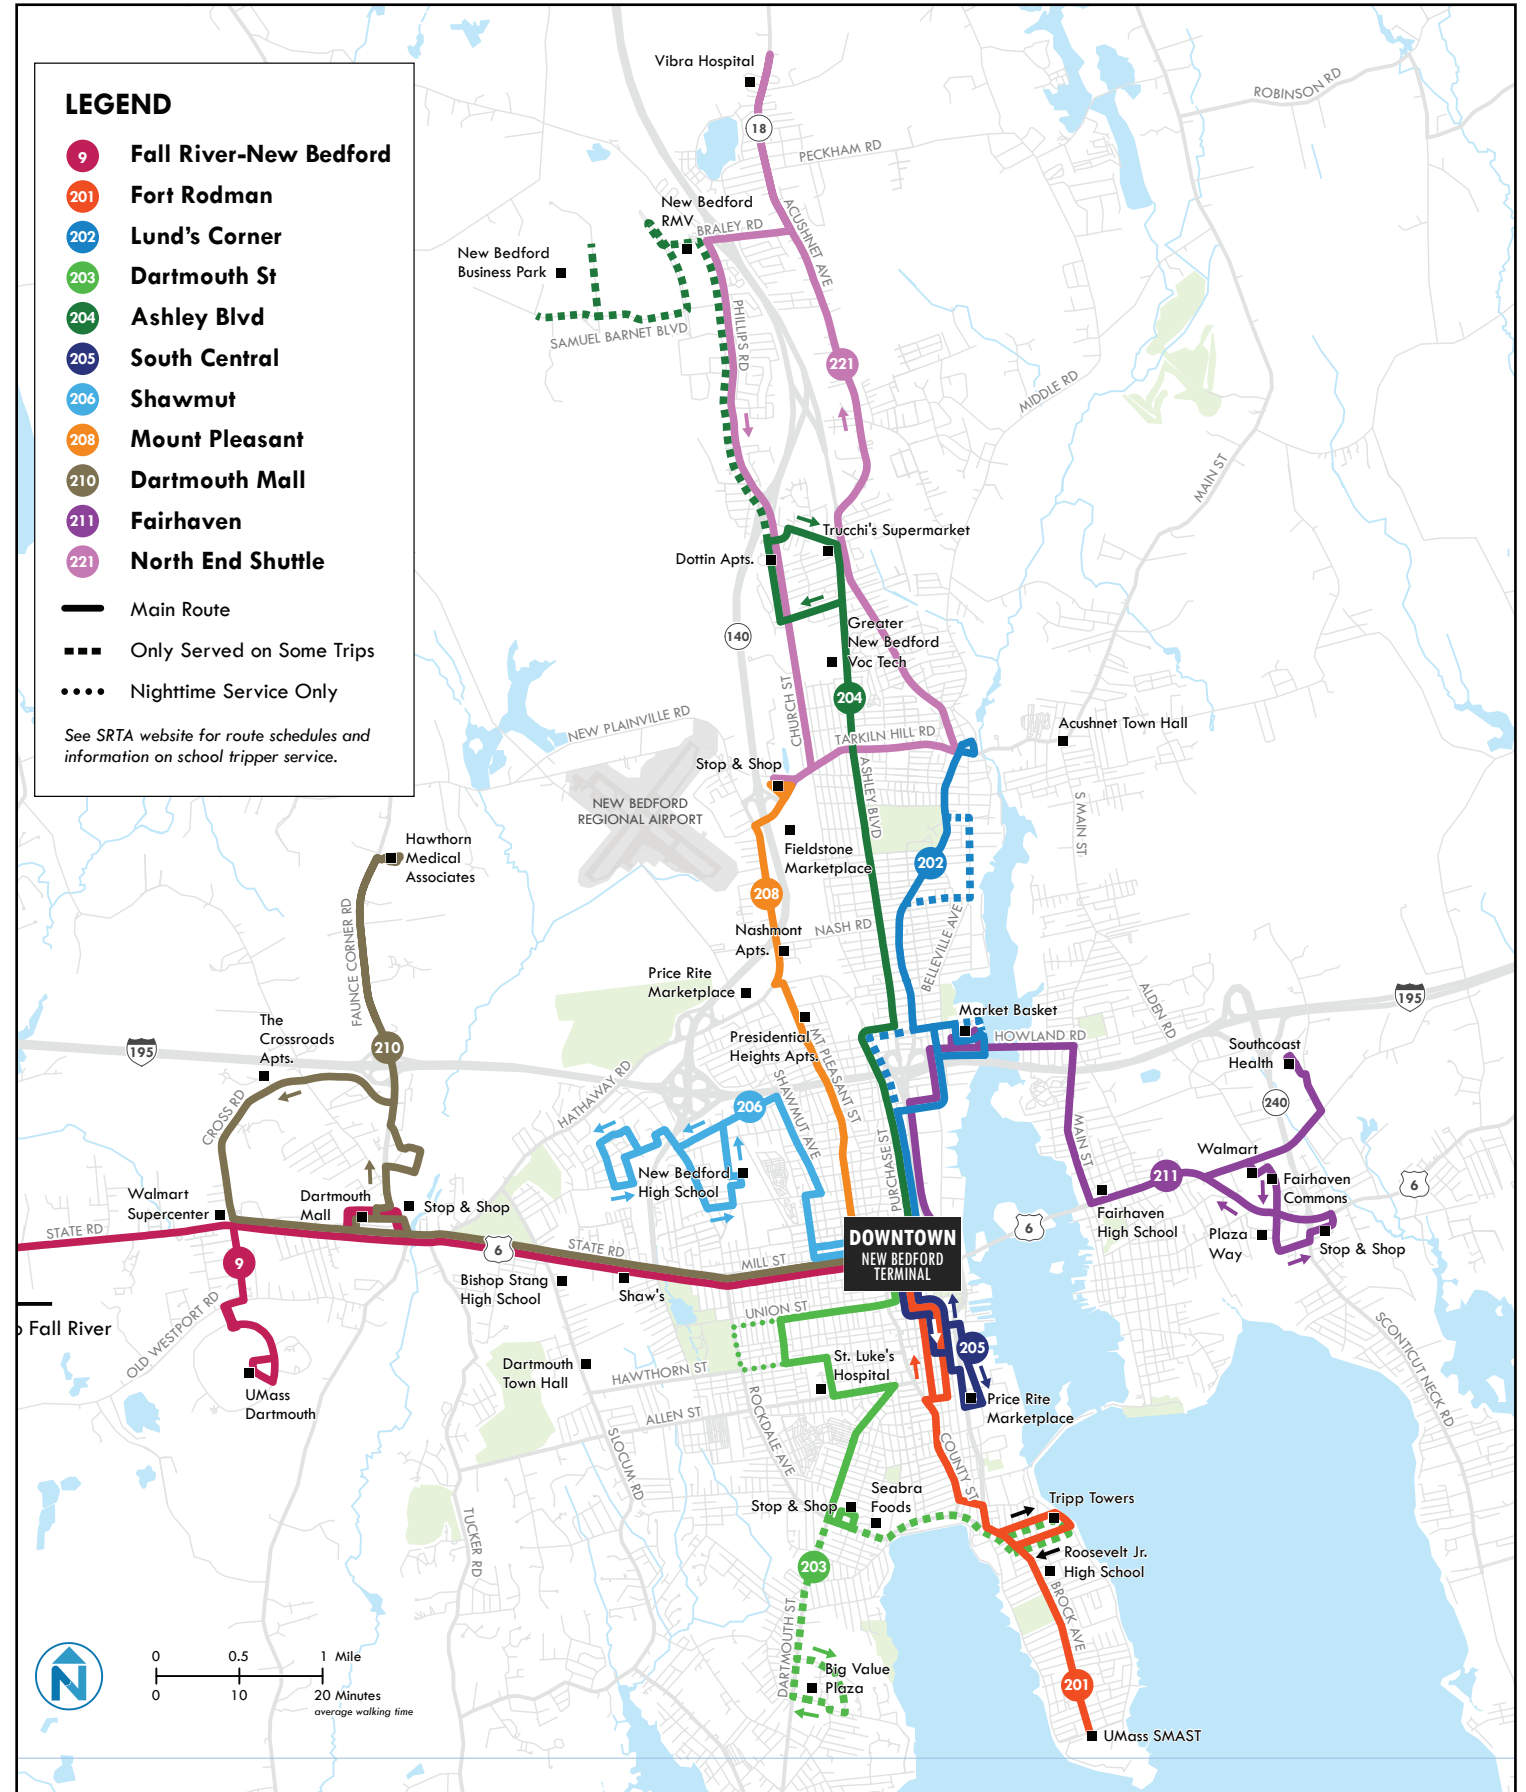 LEGEND
9 Fall River-New Bedford
201 Fort Rodman
202 Lund's Corner
203 Dartmouth St
204 Ashley Blvd
205 South Central
206 Shawmut
208 Mount Pleasant
210 Dartmouth Mall
211 Fairhaven
221 North End Shuttle
Main Route
Only Served on Some Trips
Nighttime Service Only
See SRTA website for route schedules and
information on school tripper service.
Vibra Hospital
18
ROBINSON RD
PECKHAM RD
New Bedford
RMV
BRALEY RD
ACUSHNET AVE
New Bedford
Business Park
SAMUEL BARNET BLVD
PHILLIPS RD
221
MIDDLE RD
MAIN ST
Trucchi's Supermarket
Dottin Apts.
140
Greater
New Bedford
Voc Tech
CHURCH ST
204
NEW PLAINVILLE RD
TARKILN HILL RD
Acushnet Town Hall
Stop & Shop
ASHLEY BLVD
NEW BEDFORD
REGIONAL AIRPORT
S MAIN ST
Fieldstone
Marketplace
202
Hawthorn
Medical
Associates
208
FAUNCE CORNER RD
Nashmont
Apts.
NASH RD
BELLEVILLE AVE
Price Rite
Marketplace
ALDEN RD
195
Market Basket
HOWLAND RD
The
Crossroads
Apts.
195
210
Presidential
Heights Apts.
MT PLEASANT ST
Southcoast
Health
HATHAWAY RD
SHAWMUT AVE
206
240
CROSS RD
PURCHASE ST
MAIN ST
New Bedford
High School
Walmart
211
Fairhaven
Commons
6
Walmart
Supercenter
Dartmouth
Mall
Stop & Shop
Fairhaven
High School
Plaza
Way
Stop & Shop
STATE RD
6
STATE RD
MILL ST
DOWNTOWN
NEW BEDFORD
TERMINAL
6
9
Bishop Stang
High School
Shaw's
UNION ST
Fall River
OLD WESTPORT RD
205
SCONTICUT NECK RD
Dartmouth
Town Hall
HAWTHORN ST
St. Luke's
Hospital
UMass
Dartmouth
ROCKDALE AVE
Price Rite
Marketplace
ALLEN ST
SLOCUM RD
COUNTY ST
Stop & Shop
Seabra
Foods
Tripp Towers
TUCKER RD
203
Roosevelt Jr.
High School
BROCK AVE
DARTMOUTH ST
Big Value
Plaza
201
UMass SMAST
N
0 0.5 1 Mile
0 10 20 Minutes
average walking time